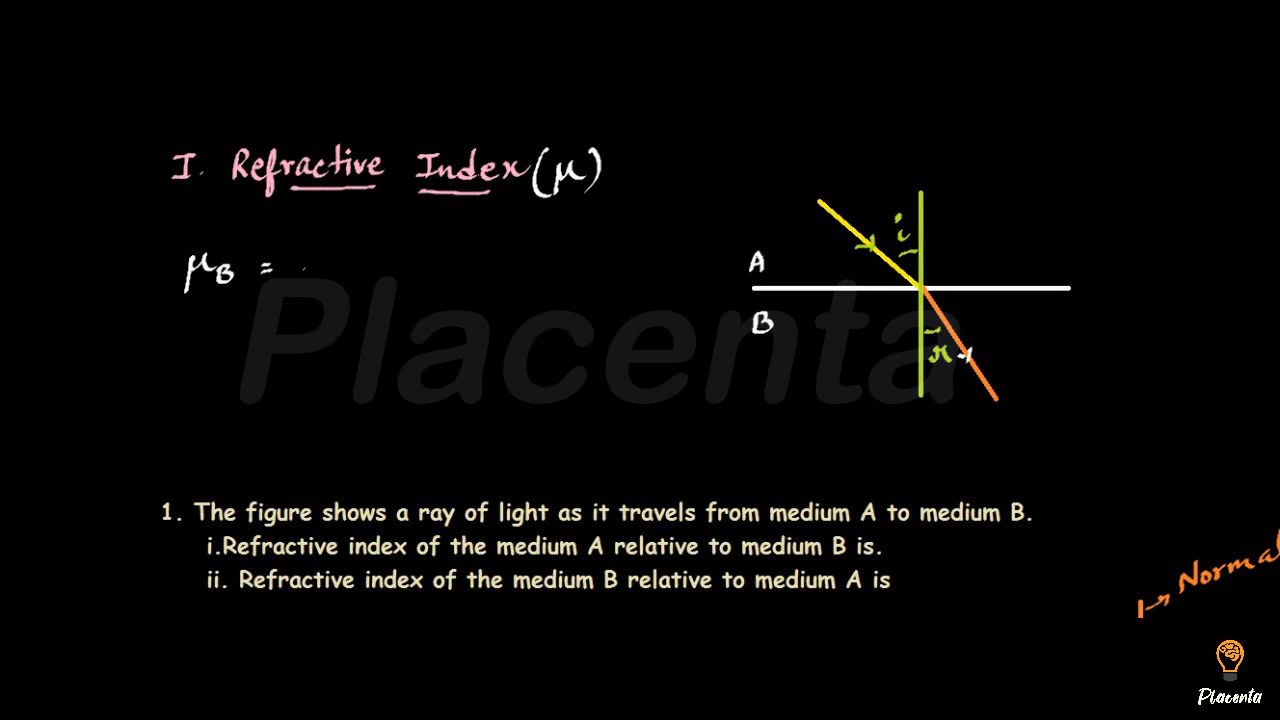 I. Refractive Index (μ)
μB =
i
A
B
r
Placenta
1. The figure shows a ray of light as it travels from medium A to medium B.
i.Refractive index of the medium A relative to medium B is.
ii. Refractive index of the medium B relative to medium A is
| → Normal
Placenta